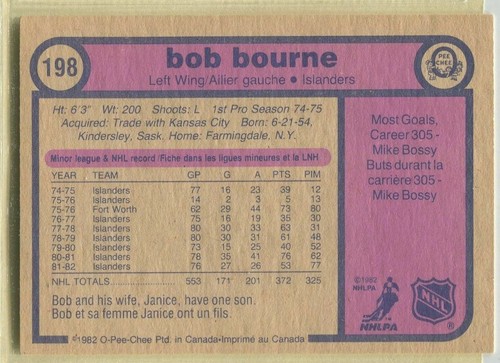 198
bob bourne
O PEE CHEE
Left Wing/Ailier gauche • Islanders
Ht: 6'3" Wt: 200 Shoots: L 1st Pro Season 74-75
Acquired: Trade with Kansas City Born: 6-21-54,
Kindersley, Sask. Home: Farmingdale, N.Y.
Minor league & NHL record/Fiche dans les ligues mineures et la LNH
YEAR TEAM GP G A PTS PIM
74-75 Islanders 77 16 23 39 12
75-76 Islanders 14 2 3 5 13
75-76 Fort Worth 62 29 44 73 80
76-77 Islanders 75 16 19 35 30
77-78 Islanders 80 30 33 63 31
78-79 Islanders 80 30 31 61 48
79-80 Islanders 73 15 25 40 52
80-81 Islanders 78 35 41 76 62
81-82 Islanders 76 27 26 53 77
NHL TOTALS 553 171 201 372 325
Bob and his wife, Janice, have one son.
Bob et sa femme Janice ont un fils.
Most Goals,
Career 305 -
Mike Bossy
Buts durant la
carrière 305 -
Mike Bossy
©1982
NHLPA
NHLPA
NHL
©1982 O-Pee-Chee Ptd. in Canada•Imprimé au Canada